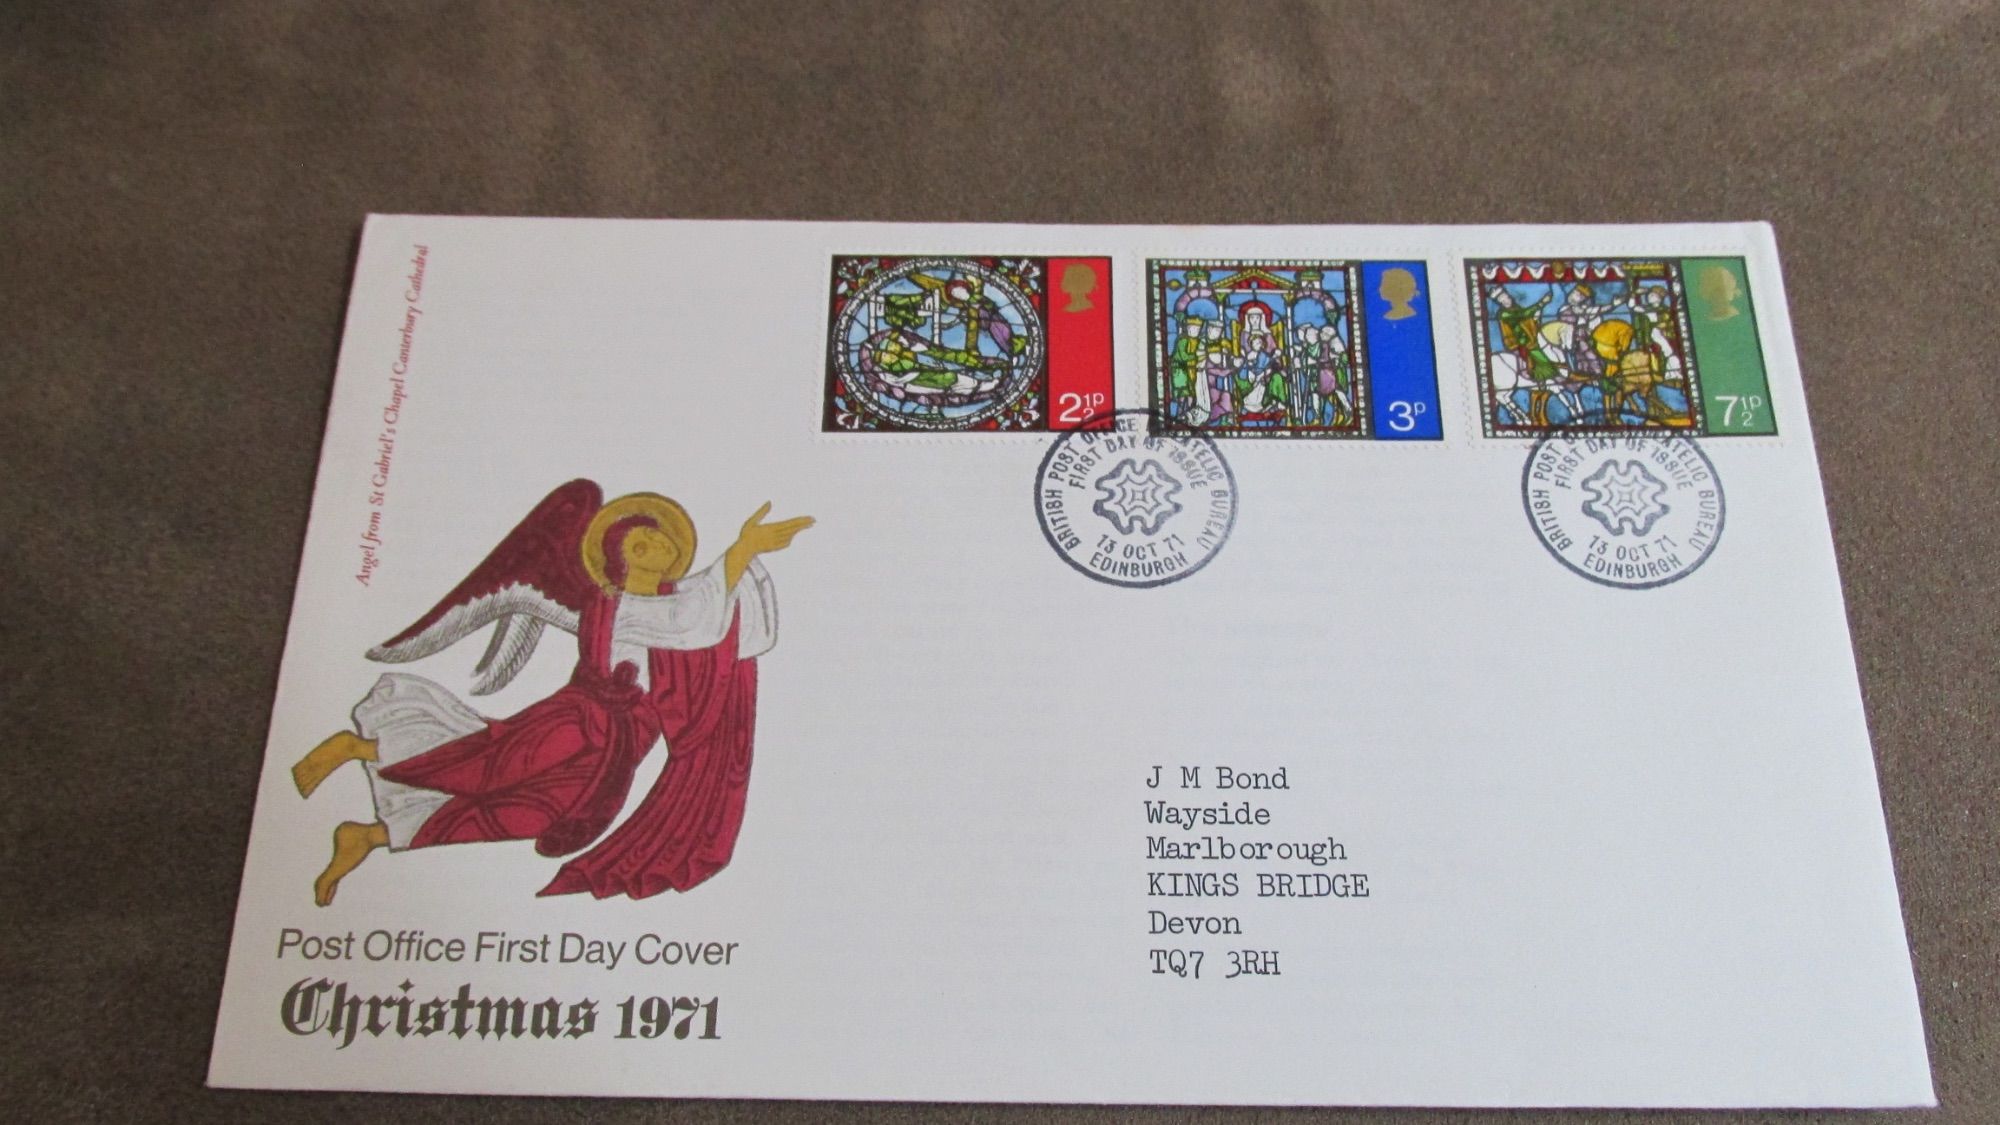 Angel from St Gabriel's Chapel Canterbury Cathedral
2½P
3P
7½P
BRITISH POST OFFICE PHILATELIC BUREAU
FIRST DAY OF ISSUE
13 OCT 71
EDINBURGH
BRITISH POST OFFICE PHILATELIC BUREAU
FIRST DAY OF ISSUE
13 OCT 71
EDINBURGH
J M Bond
Wayside
Marlborough
KINGS BRIDGE
Devon
TQ7 3RH
Post Office First Day Cover
Christmas 1971